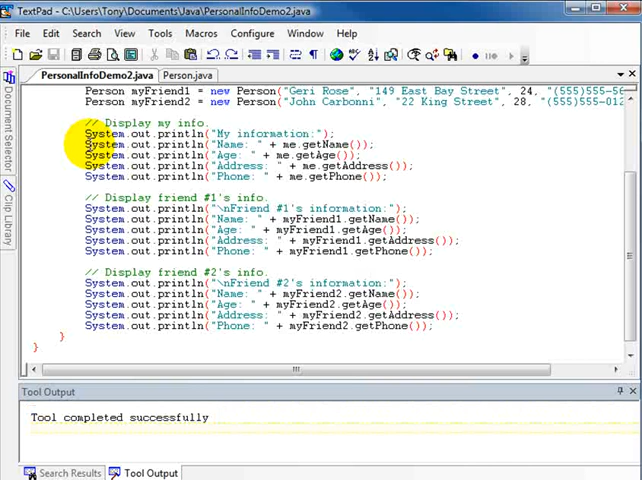 TextPad - C:\Users\Tony\Documents\Java\PersonalInfoDemo2.java
File Edit Search View Tools Macros Configure Window Help
PersonalInfoDemo2.java Person.java
Document Selector
Clip Library
Person myFriend1 = new Person("Geri Rose", "149 East Bay Street", 24, "(555)555-56
Person myFriend2 = new Person("John Carbonni", "22 King Street", 28, "(555)555-012
// Display my info.
System.out.println("My information:");
System.out.println("Name: " + me.getName());
System.out.println("Age: " + me.getAge());
System.out.println("Address: " + me.getAddress());
System.out.println("Phone: " + me.getPhone());
// Display friend #1's info.
System.out.println("\nFriend #1's information:");
System.out.println("Name: " + myFriend1.getName());
System.out.println("Age: " + myFriend1.getAge());
System.out.println("Address: " + myFriend1.getAddress());
System.out.println("Phone: " + myFriend1.getPhone());
// Display friend #2's info.
System.out.println("\nFriend #2's information:");
System.out.println("Name: " + myFriend2.getName());
System.out.println("Age: " + myFriend2.getAge());
System.out.println("Address: " + myFriend2.getAddress());
System.out.println("Phone: " + myFriend2.getPhone());
}
}
Tool Output
Tool completed successfully
Search Results Tool Output